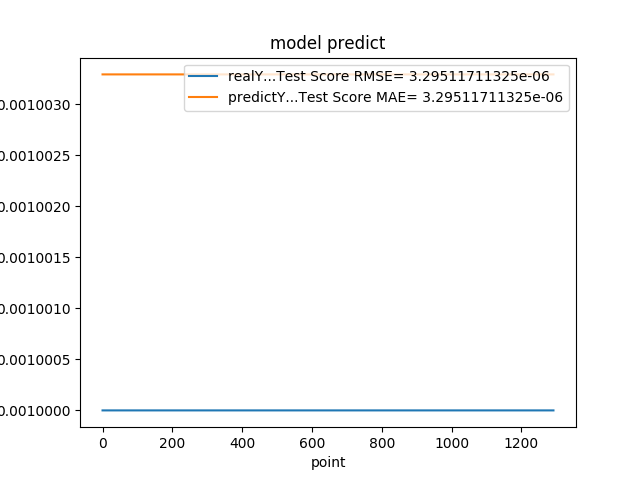 model predict
realY...Test Score RMSE= 3.29511711325e-06
predictY...Test Score MAE= 3.29511711325e-06
0.0010030
0.0010025
0.0010020
0.0010015
0.0010010
0.0010005
0.0010000
0 200 400 600 800 1000 1200
point